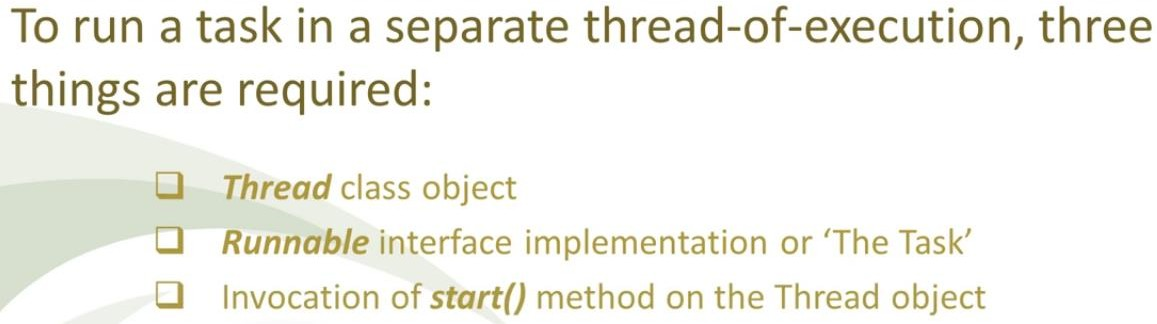 To run a task in a separate thread-of-execution, three
things are required:
❑ Thread class object
❑ Runnable interface implementation or ‘The Task’
❑ Invocation of start() method on the Thread object